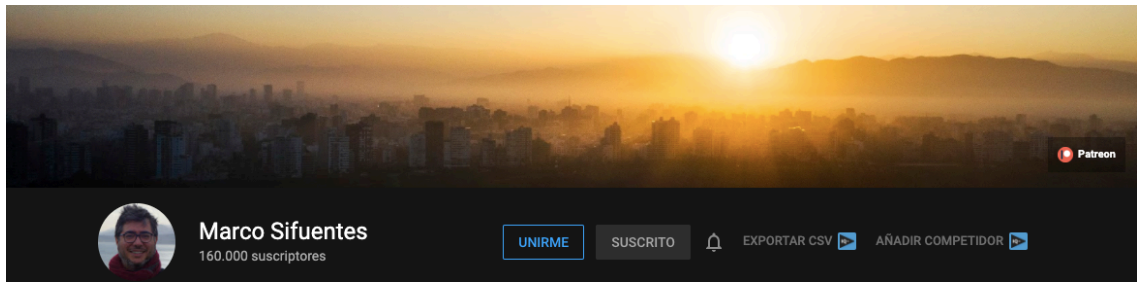 Patreon
Marco Sifuentes
160.000 suscriptores
UNIRME
SUSCRITO
EXPORTAR CSV
AÑADIR COMPETIDOR